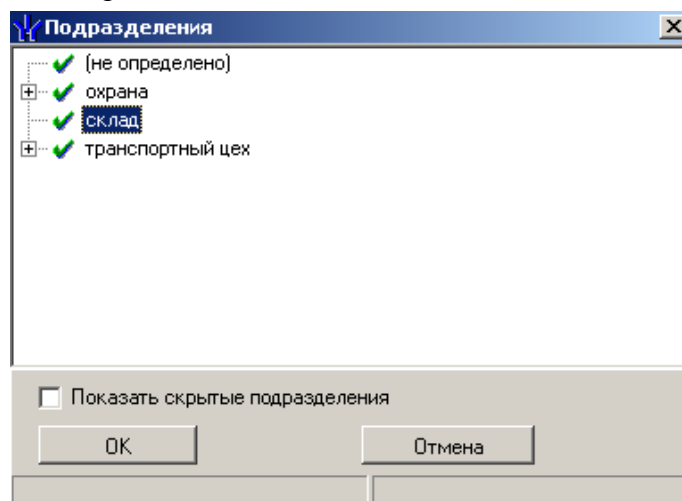 Подразделения
(не определено)
охрана
склад
транспортный цех
Показать скрытые подразделения
OK
Отмена